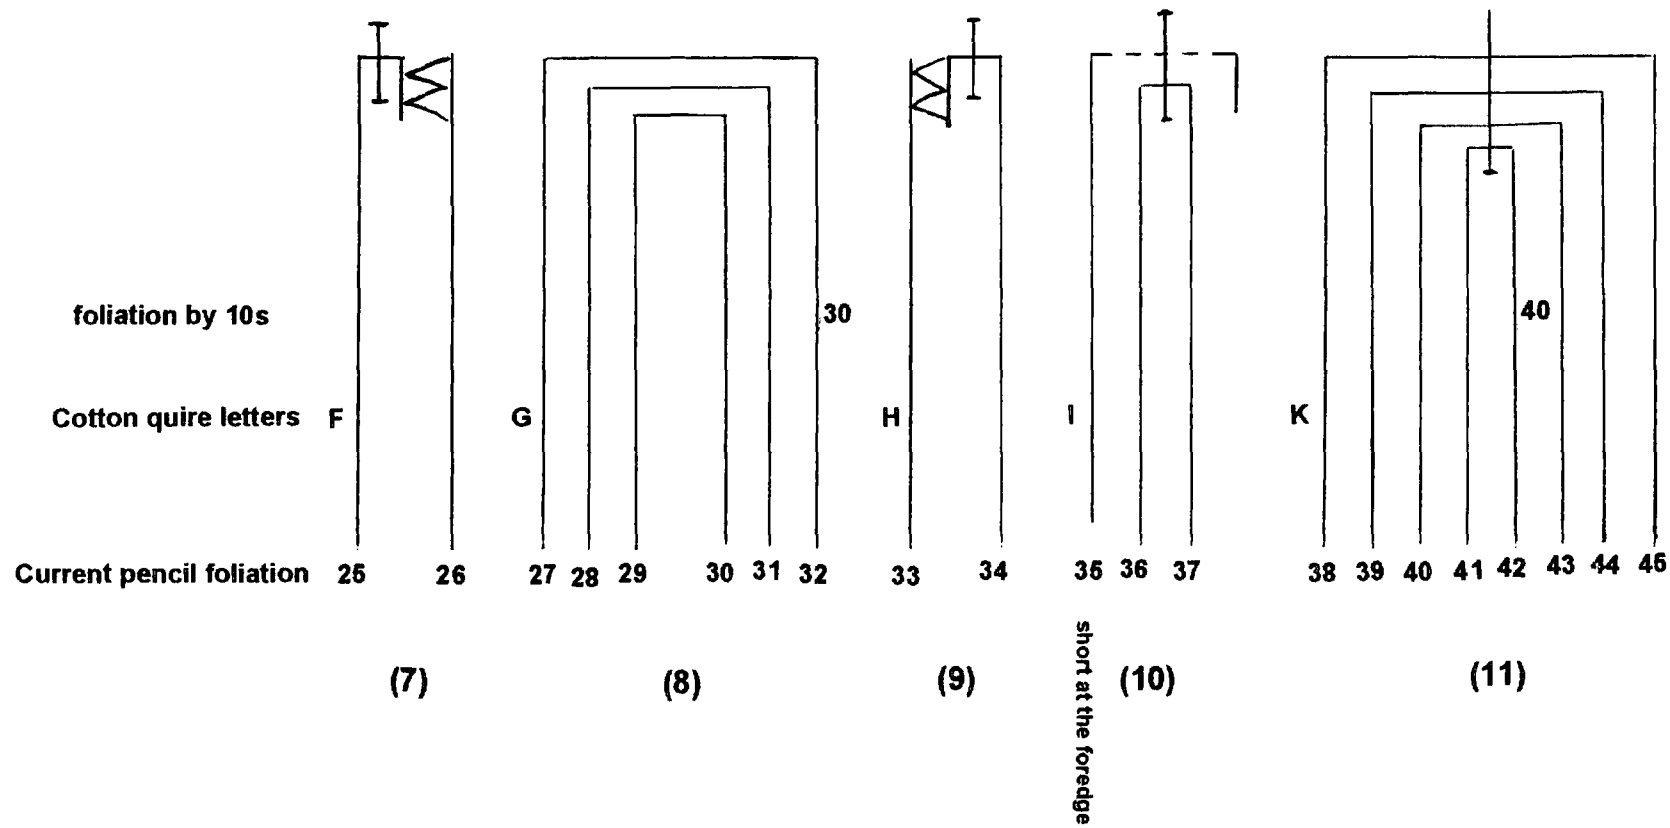 foliation by 10s 30 40
Cotton quire letters F G H I K
Current pencil foliation 25 26 27 28 29 30 31 32 33 34 35 36 37 38 39 40 41 42 43 44 45
short at the foredge
(7) (8) (9) (10) (11)